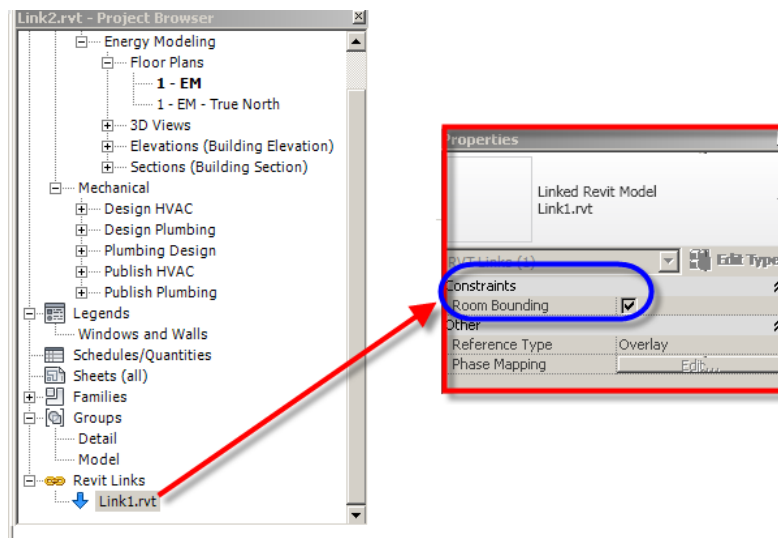 Link2.rvt - Project Browser
Energy Modeling
Floor Plans
1 - EM
1 - EM - True North
3D Views
Elevations (Building Elevation)
Sections (Building Section)
Mechanical
Design HVAC
Design Plumbing
Plumbing Design
Publish HVAC
Publish Plumbing
Legends
Windows and Walls
Schedules/Quantities
Sheets (all)
Families
Groups
Detail
Model
Revit Links
Link1.rvt
Properties
Linked Revit Model
Link1.rvt
RVT Links (1) Edit Type
Constraints
Room Bounding
Other
Reference Type Overlay
Phase Mapping Edit...